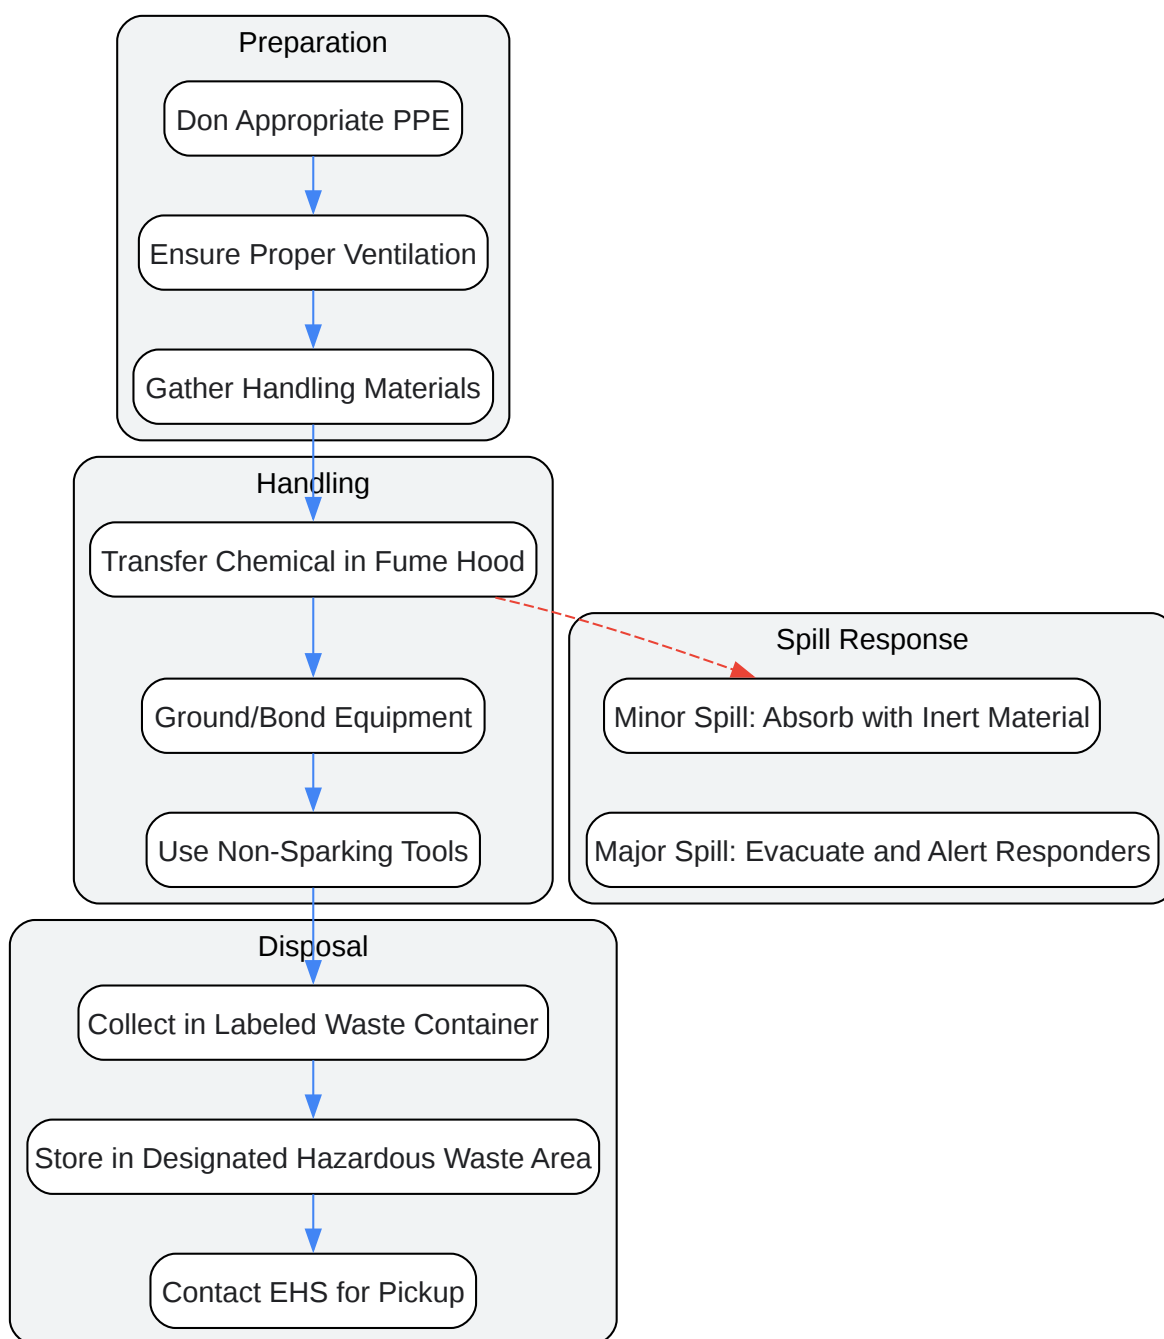 Preparation
Don Appropriate PPE
Ensure Proper Ventilation
Gather Handling Materials
Handling
Transfer Chemical in Fume Hood
Ground/Bond Equipment
Use Non-Sparking Tools
Spill Response
Minor Spill: Absorb with Inert Material
Major Spill: Evacuate and Alert Responders
Disposal
Collect in Labeled Waste Container
Store in Designated Hazardous Waste Area
Contact EHS for Pickup